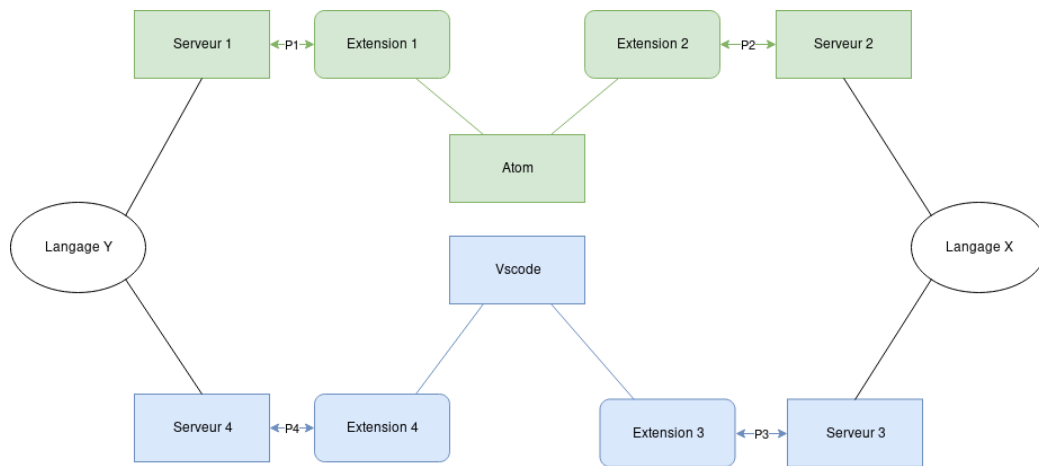 Serveur 1
P1
Extension 1
Extension 2
P2
Serveur 2
Atom
Langage Y
Vscode
Langage X
Serveur 4
P4
Extension 4
Extension 3
P3
Serveur 3